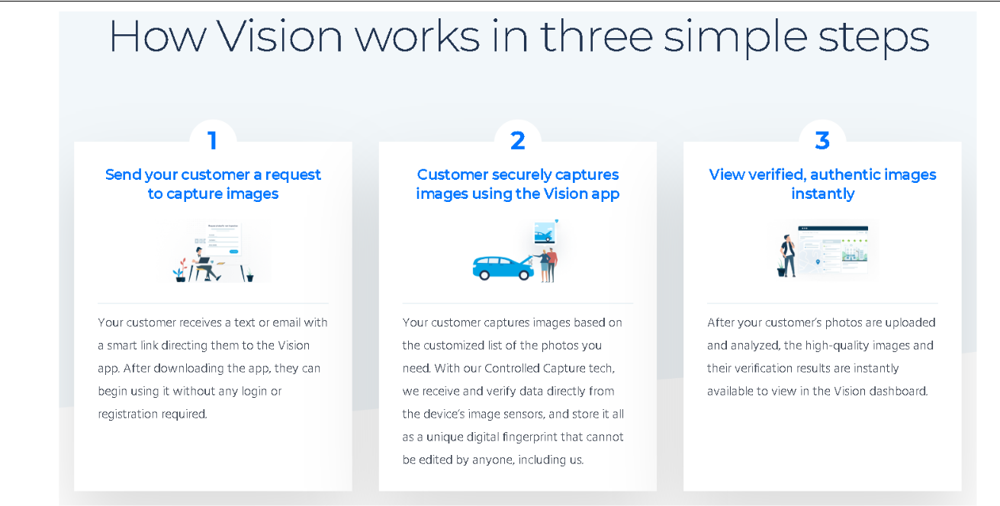 How Vision works in three simple steps
1
Send your customer a request
to capture images
Your customer receives a text or email with
a smart link directing them to the Vision
app. After downloading the app, they can
begin using it without any login or
registration required.
2
Customer securely captures
images using the Vision app
Your customer captures images based on
the customized list of the photos you
need. With our Controlled Capture tech,
we receive and verify data directly from
the device's image sensors, and store it all
as a unique digital fingerprint that cannot
be edited by anyone, including us.
3
View verified, authentic images
instantly
After your customer's photos are uploaded
and analyzed, the high-quality images and
their verification results are instantly
available to view in the Vision dashboard.